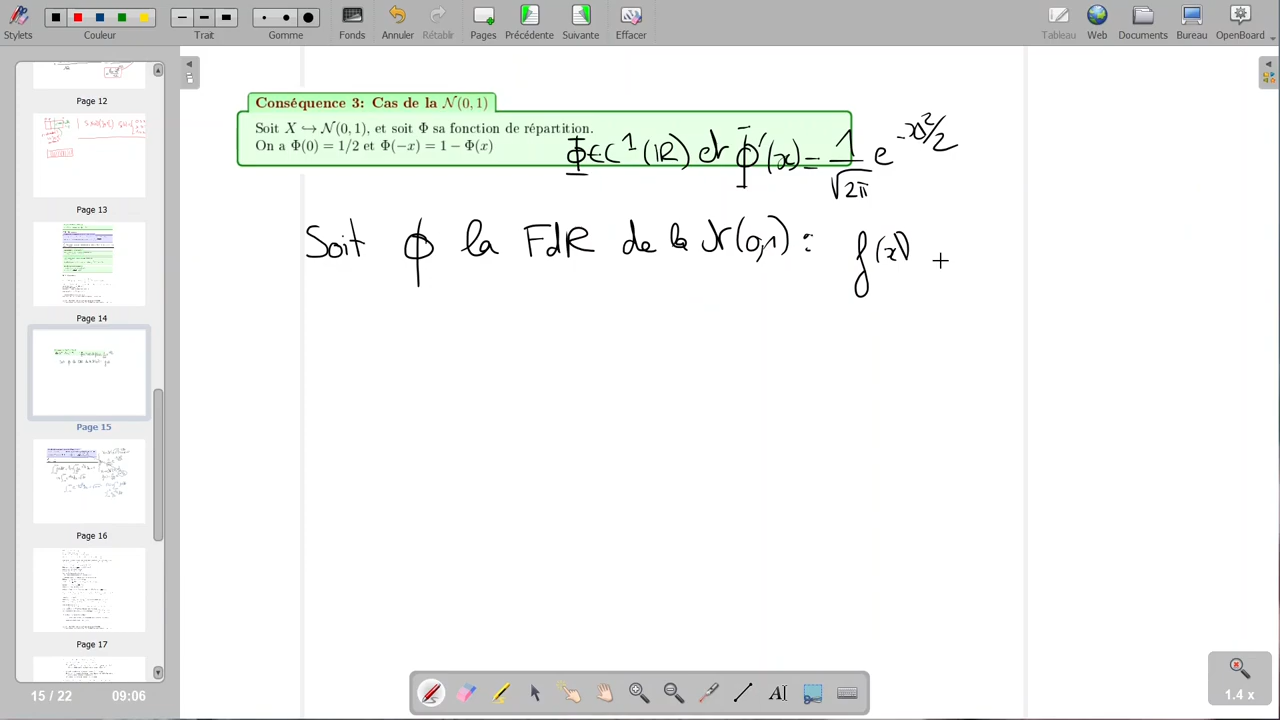 Stylets
Couleur
Trait
Gomme
Fonds
Annuler
Rétablir
Pages
Précédente
Suivante
Effacer
Tableau
Web
Documents
Bureau
OpenBoard
Page 12
Page 13
Page 14
Page 15
Page 16
Page 17
Conséquence 3: Cas de la N(0, 1)
Soit X ↪ N(0, 1), et soit Φ sa fonction de répartition.
On a Φ(0) = 1/2 et Φ(−x) = 1 − Φ(x)
Φ∈C¹(ℝ) et Φ'(x) = 1/√2π e^(-x²/2)
Soit Φ la FdR de la N(0,1) : f(x)
15 / 22
09:06
1.4 x